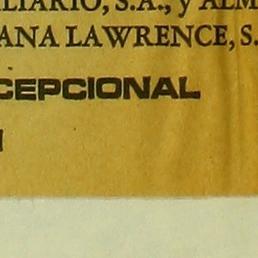 LIARIO, S.A., y ALM
ANA LAWRENCE, S.
CEPCIONAL